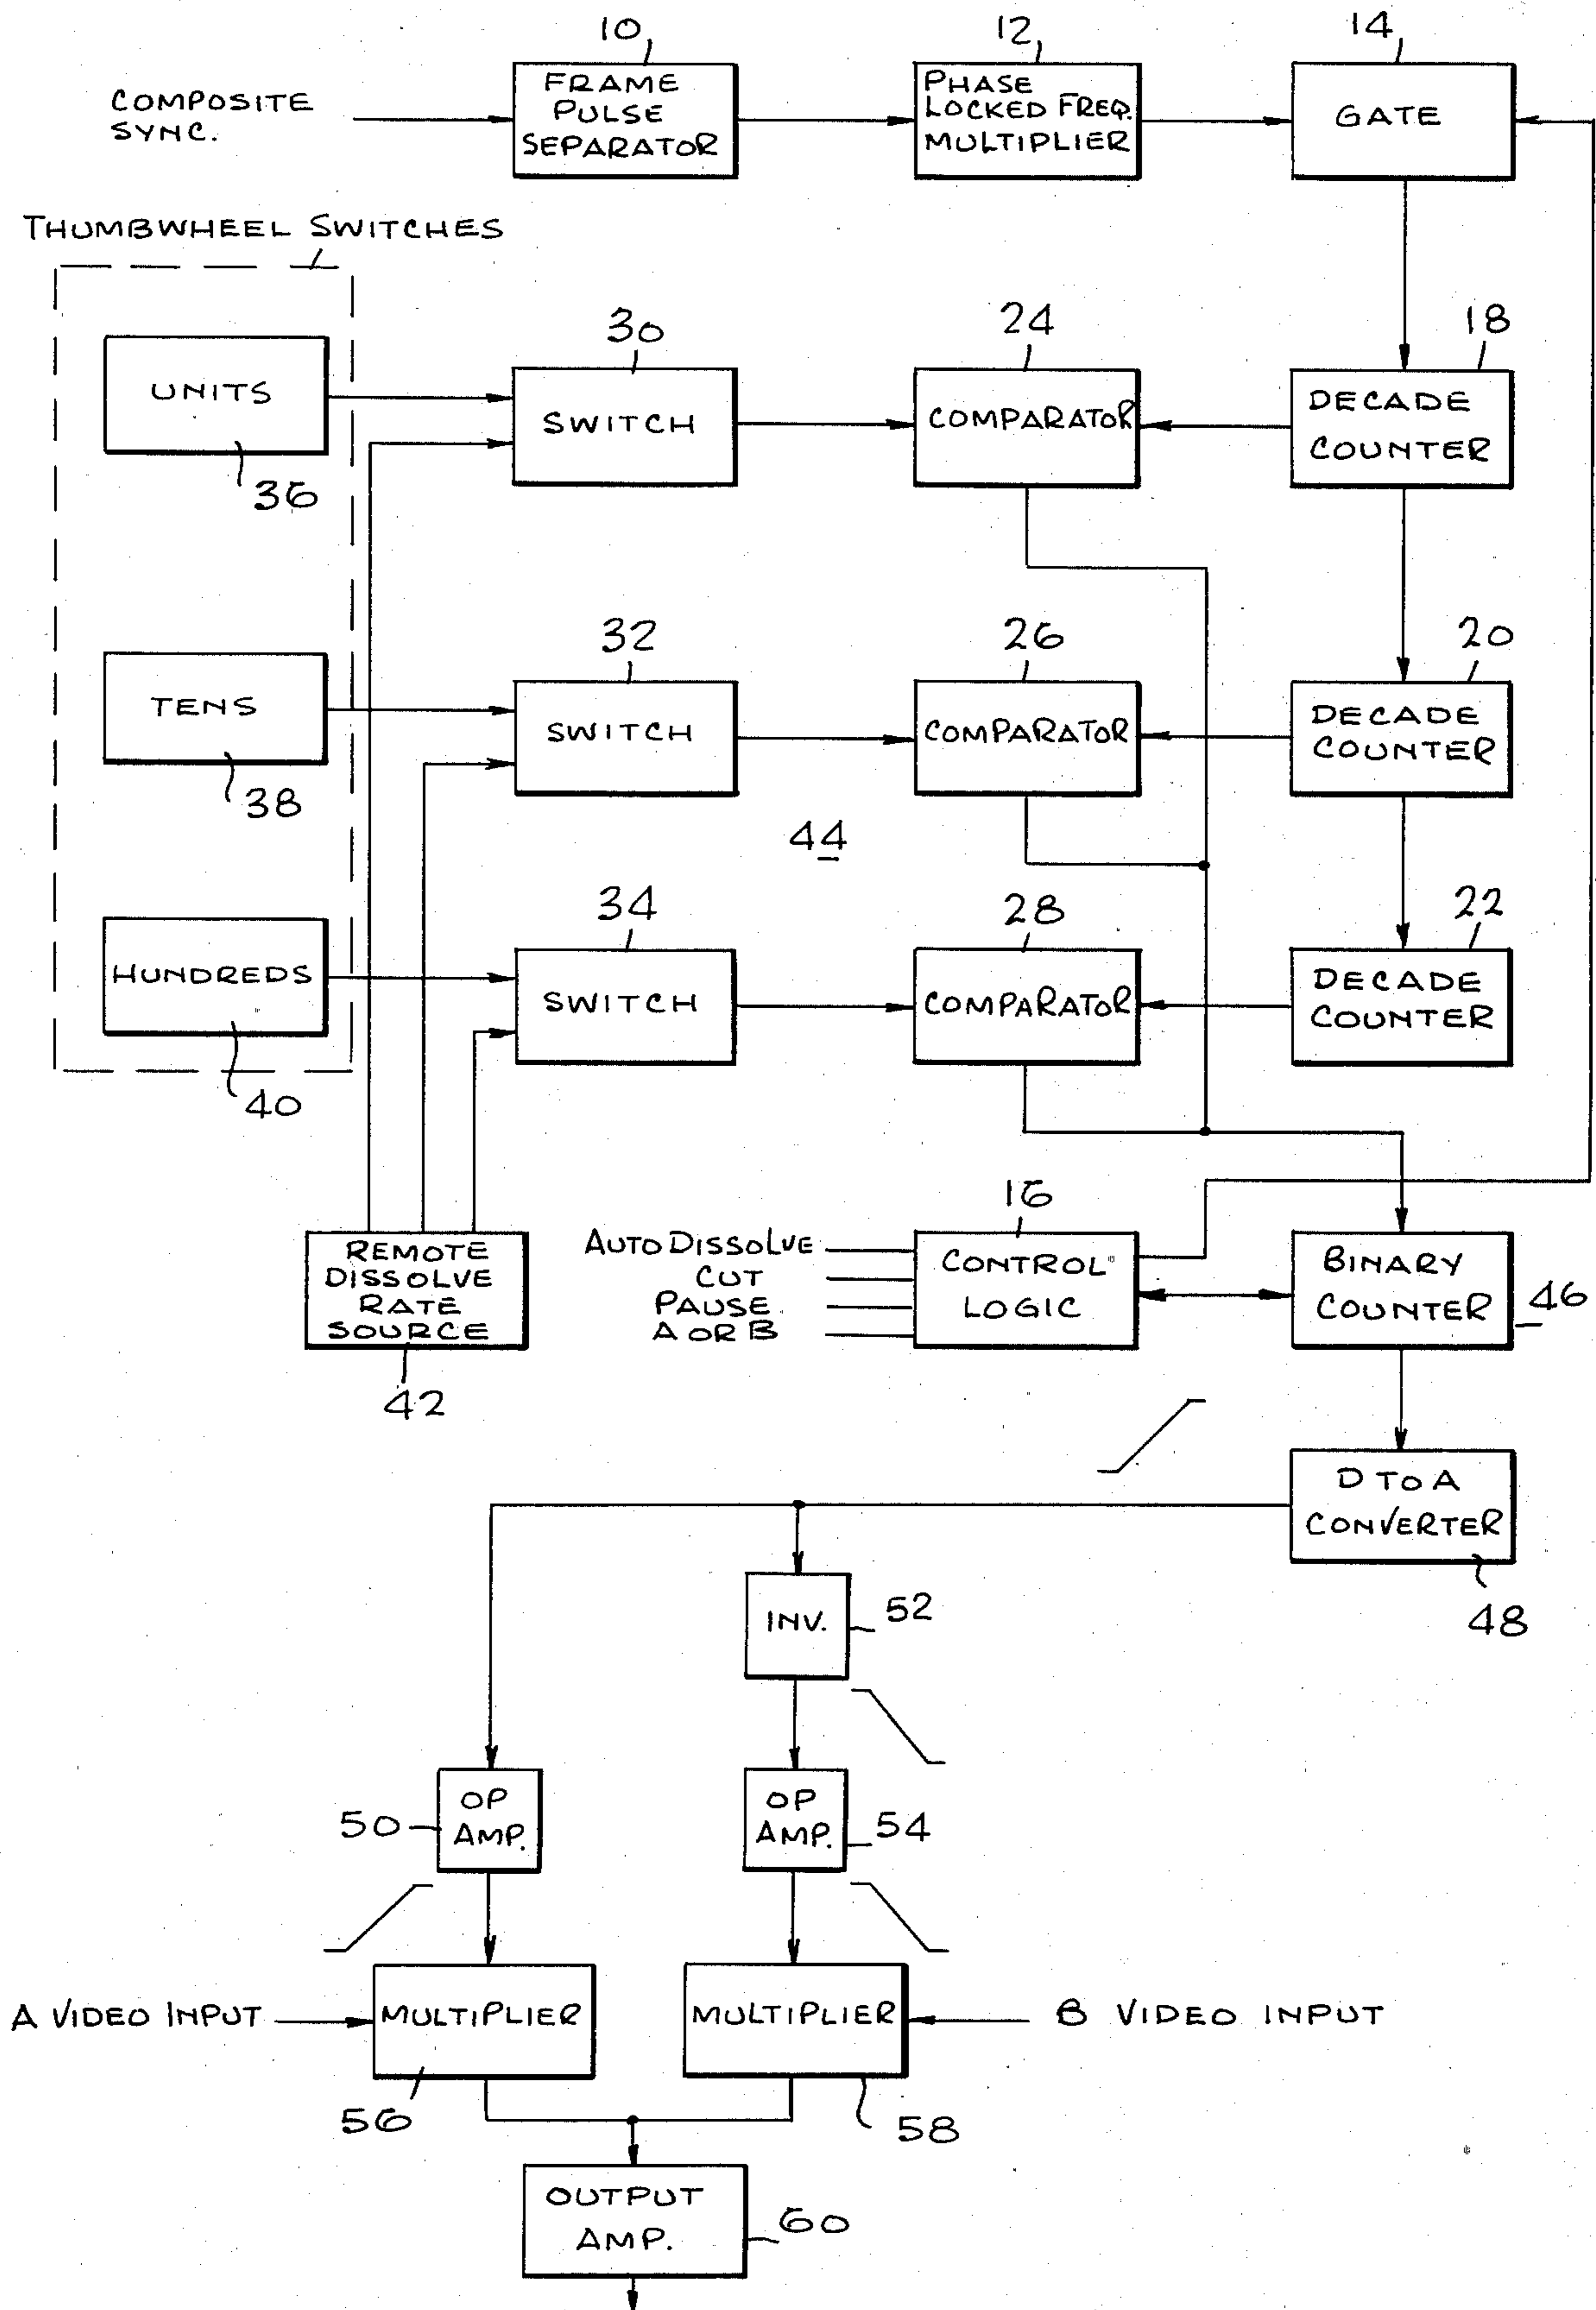 10
12
14
COMPOSITE
SYNC.
FRAME
PULSE
SEPARATOR
PHASE
LOCKED FREQ.
MULTIPLIER
GATE
THUMBWHEEL SWITCHES
30
24
18
UNITS
SWITCH
COMPARATOR
DECADE
COUNTER
36
32
26
20
TENS
SWITCH
COMPARATOR
DECADE
COUNTER
38
44
34
28
22
HUNDREDS
SWITCH
COMPARATOR
DECADE
COUNTER
40
16
REMOTE
DISSOLVE
RATE
SOURCE
AUTO DISSOLVE
CUT
PAUSE
A OR B
CONTROL
LOGIC
BINARY
COUNTER
46
42
D TO A
CONVERTER
48
INV.
52
50
OP
AMP.
OP
AMP.
54
A VIDEO INPUT
MULTIPLIER
MULTIPLIER
B VIDEO INPUT
56
58
OUTPUT
AMP.
60